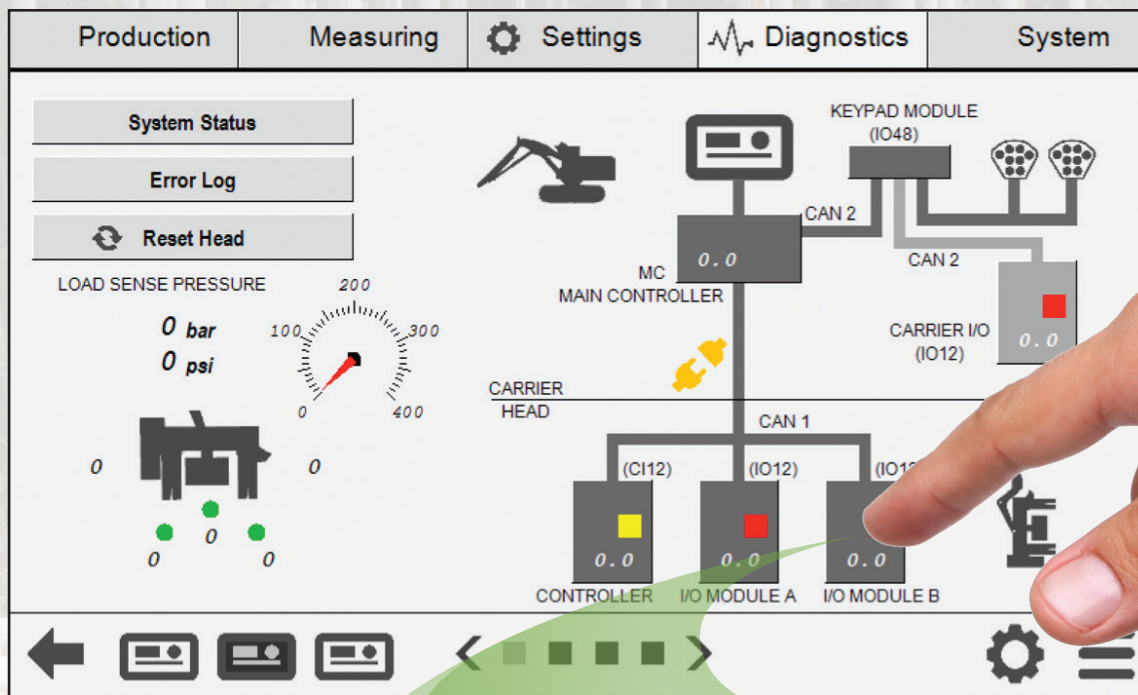 Production Measuring Settings Diagnostics System
System Status
Error Log
Reset Head
LOAD SENSE PRESSURE
0 bar
0 psi
0 100 200 300 400
0 0
0
0 0
KEYPAD MODULE
(IO48)
CAN 2
0.0
MC
MAIN CONTROLLER
CAN 2
CARRIER I/O
(IO12)
0.0
CARRIER
HEAD
CAN 1
(CI12) (IO12)
0.0 0.0 0.0
CONTROLLER I/O MODULE A I/O MODULE B